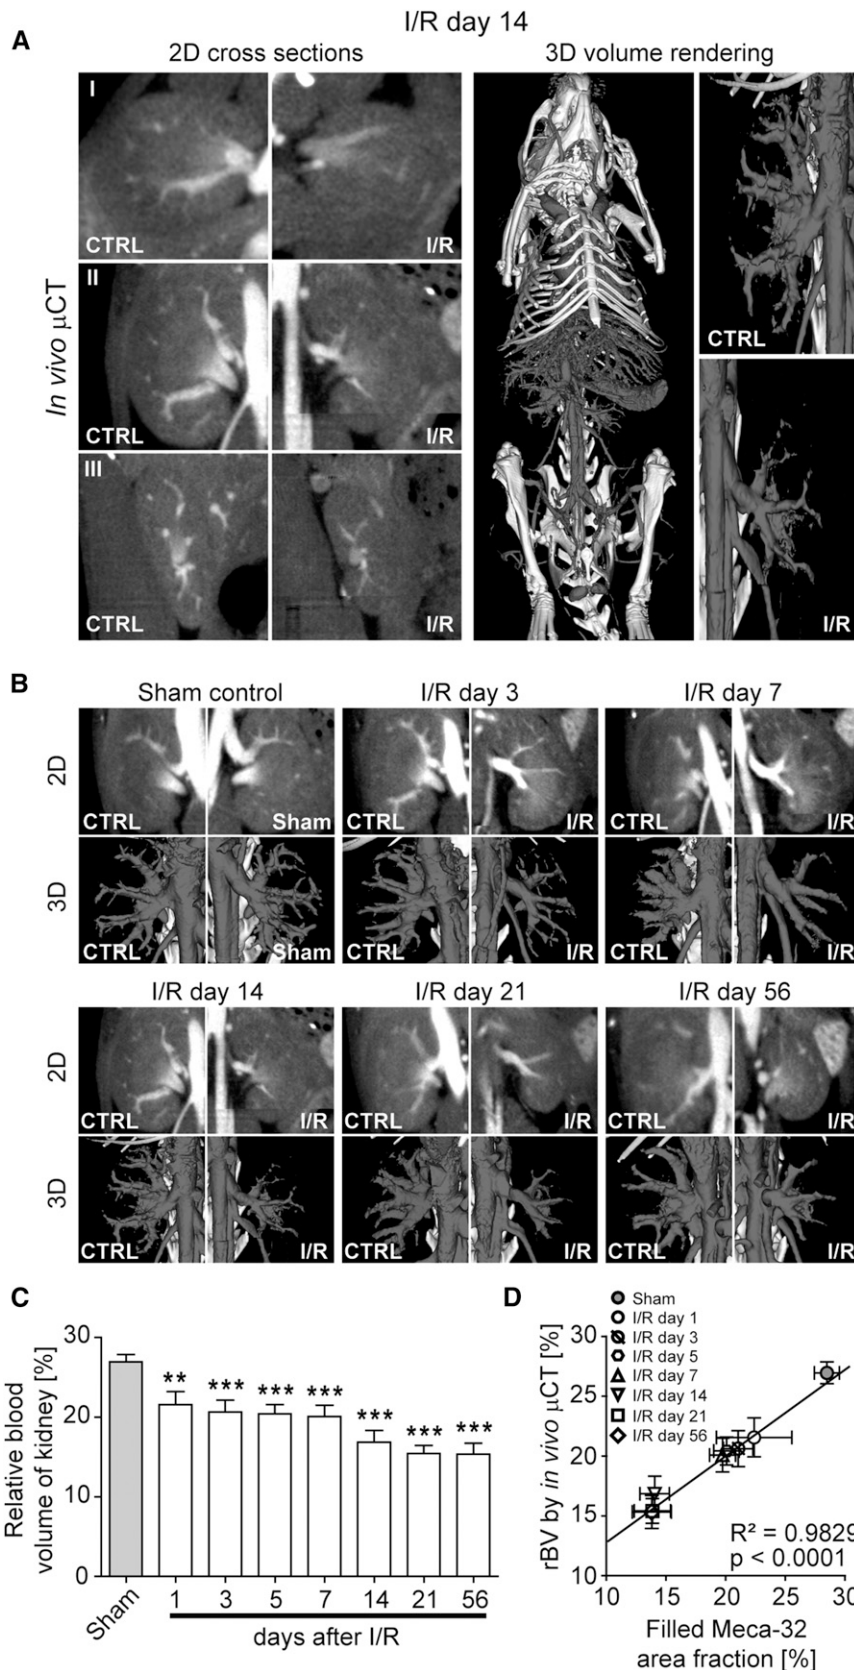 I/R day 14
A
2D cross sections
3D volume rendering
In vivo μCT
I
CTRL
I/R
II
CTRL
I/R
III
CTRL
I/R
CTRL
I/R
B
Sham control
I/R day 3
I/R day 7
2D
CTRL
Sham
CTRL
I/R
CTRL
I/R
3D
CTRL
Sham
CTRL
I/R
CTRL
I/R
I/R day 14
I/R day 21
I/R day 56
2D
CTRL
I/R
CTRL
I/R
CTRL
I/R
3D
CTRL
I/R
CTRL
I/R
CTRL
I/R
C
Relative blood
volume of kidney [%]
30
20
10
0
** *** *** *** *** *** ***
Sham
1 3 5 7 14 21 56
days after I/R
D
Sham
I/R day 1
I/R day 3
I/R day 5
I/R day 7
I/R day 14
I/R day 21
I/R day 56
rBV by in vivo μCT [%]
30
25
20
15
10
R² = 0.9829
p < 0.0001
10 15 20 25 30
Filled Meca-32
area fraction [%]